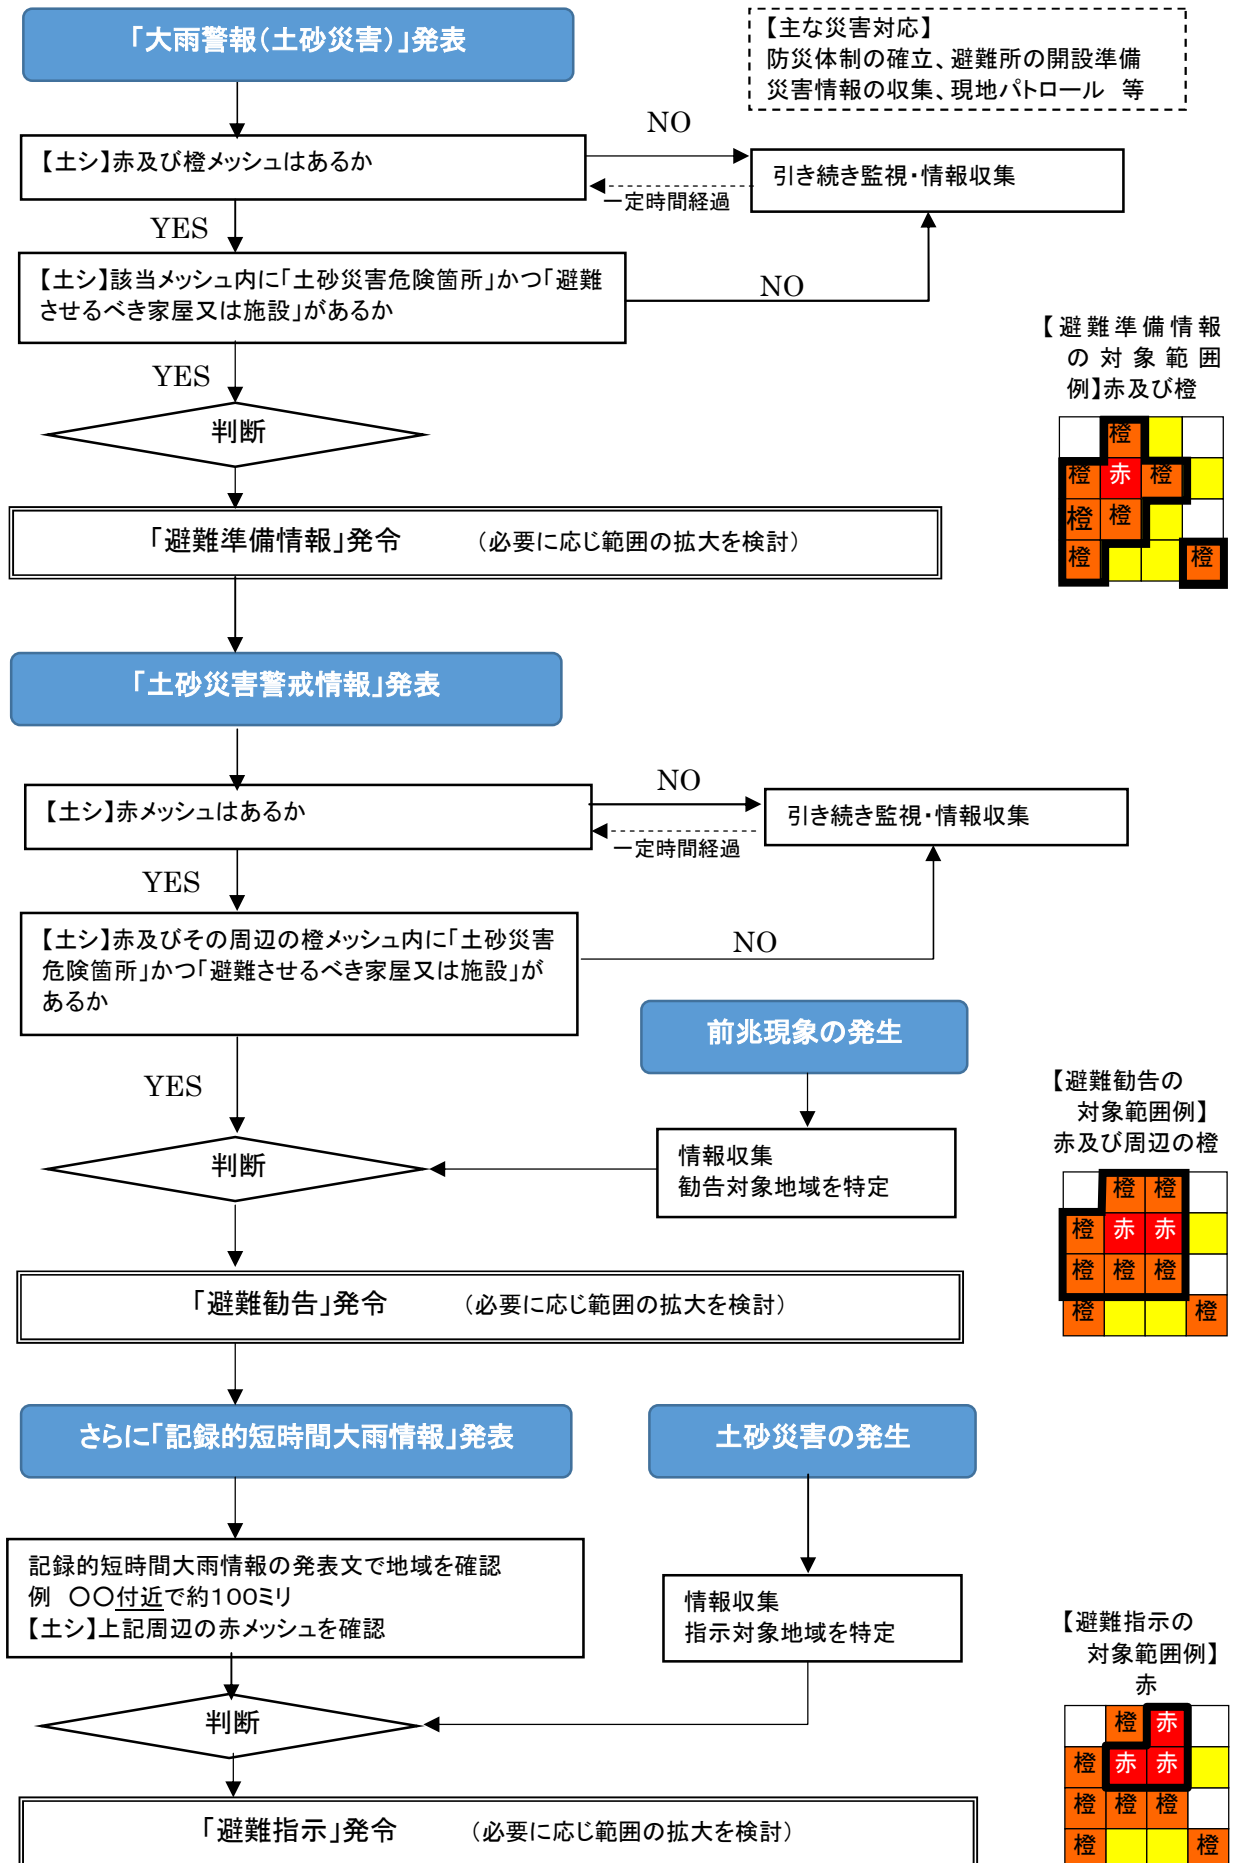 「大雨警報(土砂災害)」発表
【主な災害対応】
防災体制の確立、避難所の開設準備
災害情報の収集、現地パトロール 等
【土シ】赤及び橙メッシュはあるか
NO
引き続き監視・情報収集
一定時間経過
YES
【土シ】該当メッシュ内に「土砂災害危険箇所」かつ「避難
させるべき家屋又は施設」があるか
NO
YES
判断
「避難準備情報」発令 (必要に応じ範囲の拡大を検討)
【避難準備情報
の対象範囲
例】赤及び橙
橙
橙 赤 橙
橙 橙
橙 橙
「土砂災害警戒情報」発表
【土シ】赤メッシュはあるか
NO
引き続き監視・情報収集
一定時間経過
YES
【土シ】赤及びその周辺の橙メッシュ内に「土砂災害
危険箇所」かつ「避難させるべき家屋又は施設」が
あるか
NO
前兆現象の発生
YES
情報収集
勧告対象地域を特定
判断
「避難勧告」発令 (必要に応じ範囲の拡大を検討)
【避難勧告の
対象範囲例】
赤及び周辺の橙
橙 橙
橙 赤 赤
橙 橙 橙
橙 橙
さらに「記録的短時間大雨情報」発表
土砂災害の発生
記録的短時間大雨情報の発表文で地域を確認
例 〇〇付近で約100ミリ
【土シ】上記周辺の赤メッシュを確認
情報収集
指示対象地域を特定
判断
「避難指示」発令 (必要に応じ範囲の拡大を検討)
【避難指示の
対象範囲例】
赤
橙 赤
橙 赤 赤
橙 橙 橙
橙 橙